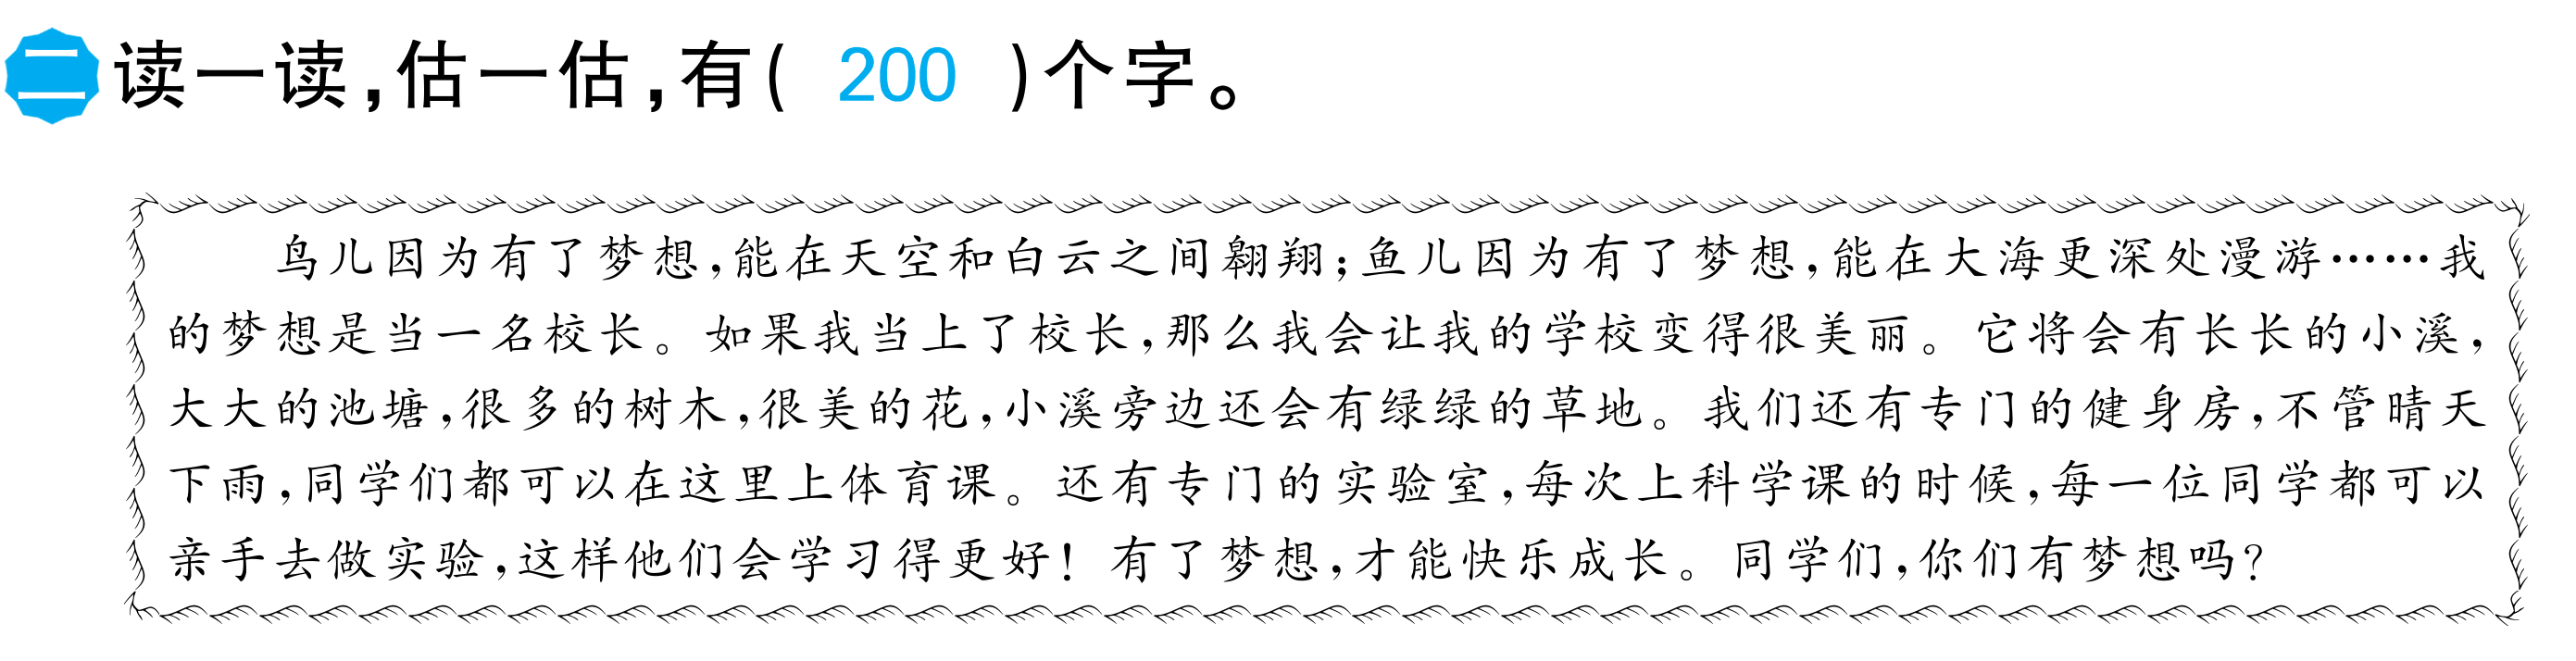 二 读一读,估一估,有( 200 )个字。
鸟儿因为有了梦想,能在天空和白云之间翱翔;鱼儿因为有了梦想,能在大海更深处漫游……我
的梦想是当一名校长。如果我当上了校长,那么我会让我的学校变得很美丽。它将会有长长的小溪,
大大的池塘,很多的树木,很美的花,小溪旁边还会有绿绿的草地。我们还有专门的健身房,不管晴天
下雨,同学们都可以在这里上体育课。还有专门的实验室,每次上科学课的时候,每一位同学都可以
亲手去做实验,这样他们会学习得更好!有了梦想,才能快乐成长。同学们,你们有梦想吗?